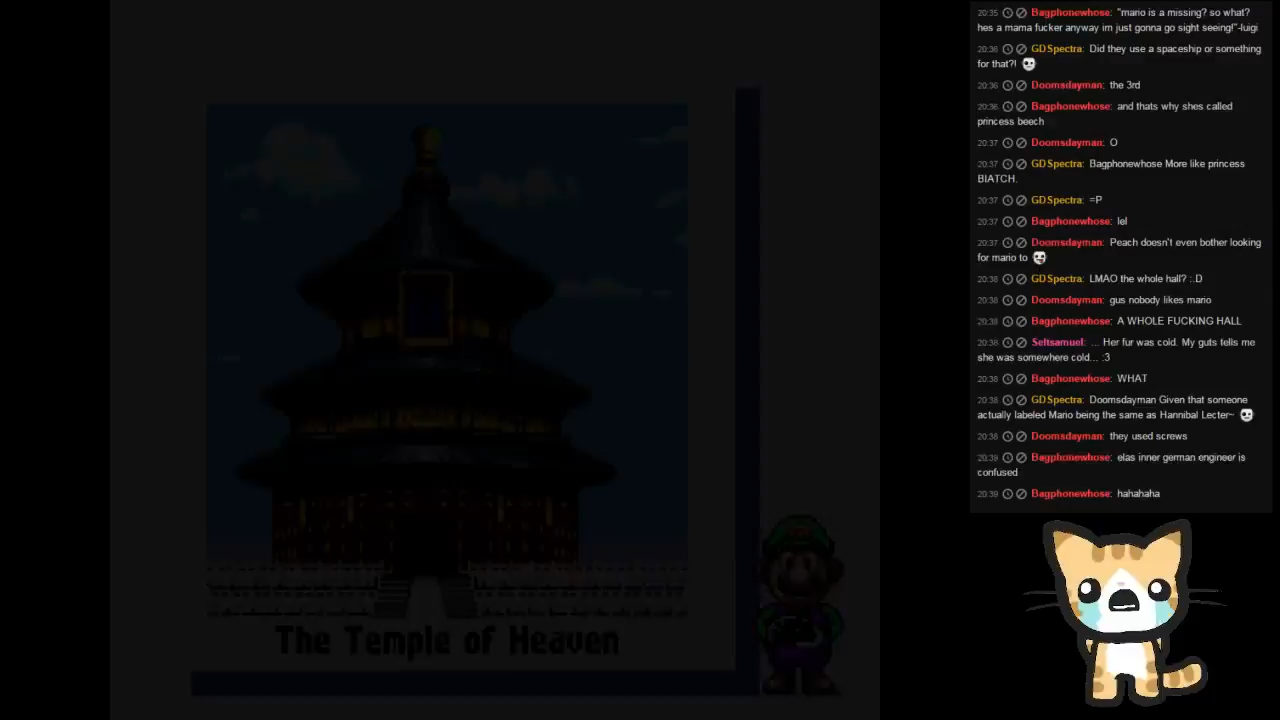 20:35 Bagphonewhose: "mario is a missing? so what?
hes a mama fucker anyway im just gonna go sight seeing!"-luigi
20:36 GDSpectra: Did they use a spaceship or something
for that?!
20:36 Doomsdayman: the 3rd
20:36 Bagphonewhose: and thats why shes called
princess beech
20:37 Doomsdayman: O
20:37 GDSpectra: Bagphonewhose More like princess
BIATCH.
20:37 GDSpectra: =P
20:37 Bagphonewhose: lel
20:37 Doomsdayman: Peach doesn't even bother looking
for mario to
20:38 GDSpectra: LMAO the whole hall? :.D
20:38 Doomsdayman: gus nobody likes mario
20:38 Bagphonewhose: A WHOLE FUCKING HALL
20:38 Seltsamuel: ... Her fur was cold. My guts tells me
she was somewhere cold... :3
20:38 Bagphonewhose: WHAT
20:38 GDSpectra: Doomsdayman Given that someone
actually labeled Mario being the same as Hannibal Lecter~
20:38 Doomsdayman: they used screws
20:39 Bagphonewhose: elas inner german engineer is
confused
20:39 Bagphonewhose: hahahaha
The Temple of Heaven